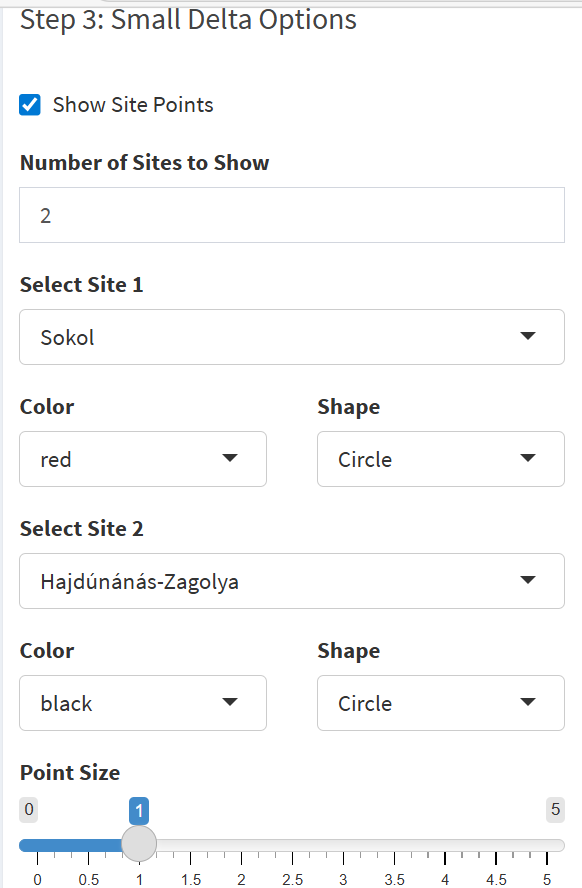 Step 3: Small Delta Options
Show Site Points
Number of Sites to Show
2
Select Site 1
Sokol
Color Shape
red Circle
Select Site 2
Hajdúnánás-Zagolya
Color Shape
black Circle
Point Size
0 1 5
0 0.5 1 1.5 2 2.5 3 3.5 4 4.5 5